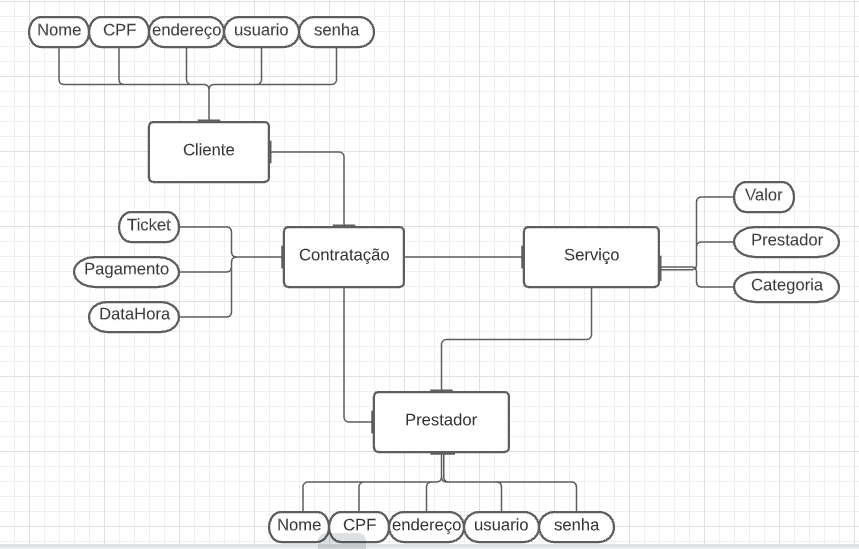 Nome
CPF
endereço
usuario
senha
Cliente
Ticket
Pagamento
DataHora
Contratação
Serviço
Valor
Prestador
Categoria
Prestador
Nome
CPF
endereço
usuario
senha